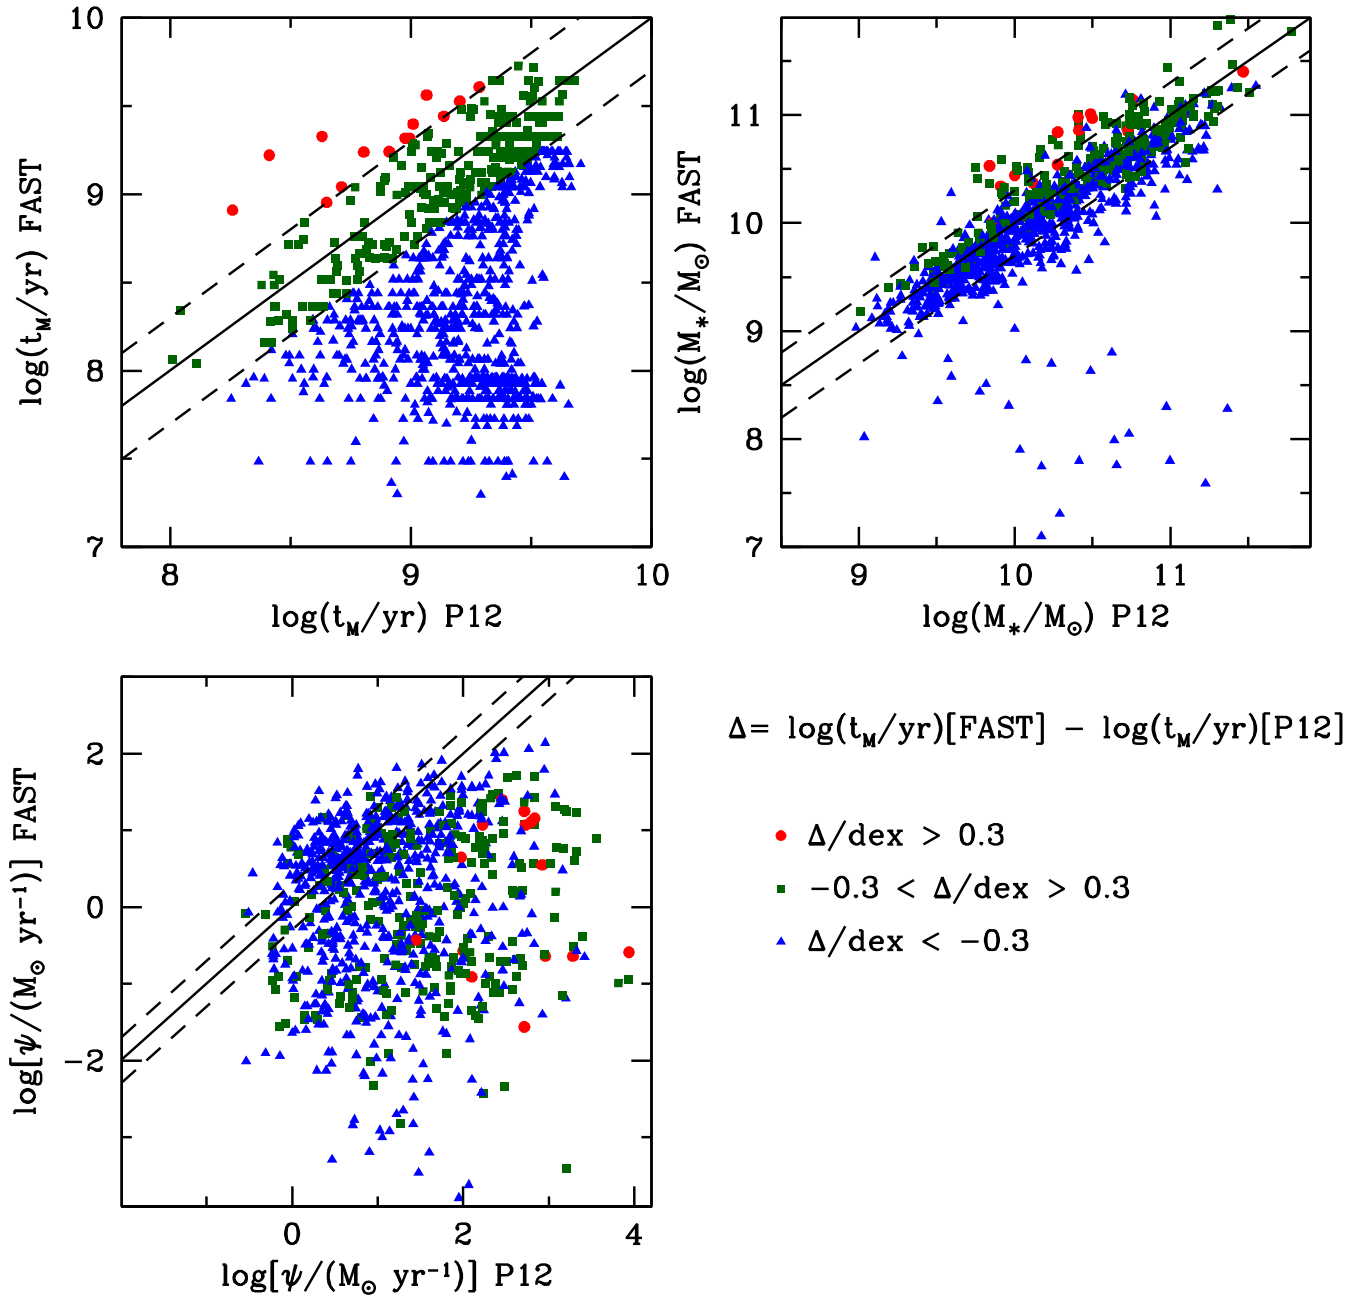 10
9
8
7
8 9 10
log(t_M/yr) FAST
log(t_M/yr) P12
11
10
9
8
7
9 10 11
log(M_*/M_⊙) FAST
log(M_*/M_⊙) P12
2
0
−2
0 2 4
log[ψ/(M_⊙ yr⁻¹)] FAST
log[ψ/(M_⊙ yr⁻¹)] P12
Δ= log(t_M/yr)[FAST] − log(t_M/yr)[P12]
Δ/dex > 0.3
−0.3 < Δ/dex > 0.3
Δ/dex < −0.3